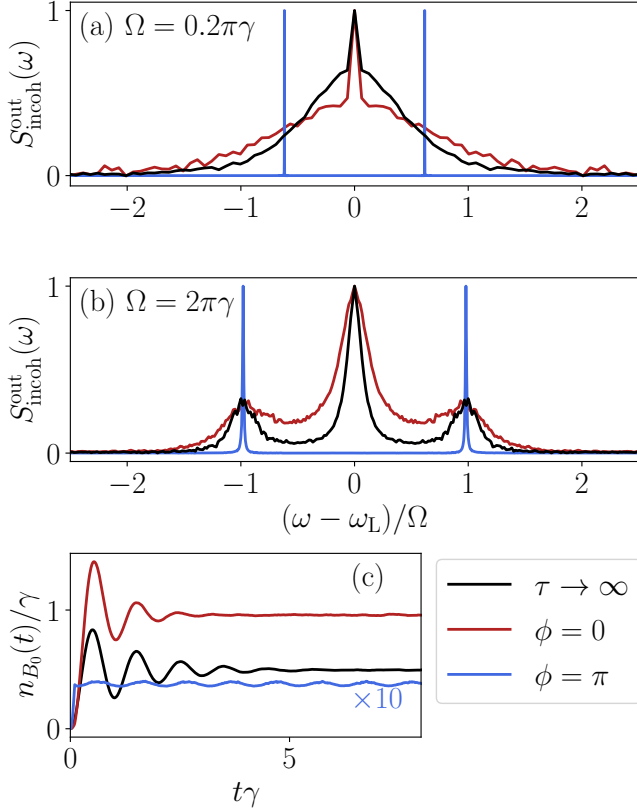 (a) Ω = 0.2πγ
S^out_incoh(ω)
1
0
−2 −1 0 1 2
(b) Ω = 2πγ
S^out_incoh(ω)
1
0
−2 −1 0 1 2
(ω − ω_L)/Ω
(c)
n_{B_0}(t)/γ
1
0
×10
0 5
tγ
τ → ∞
ϕ = 0
ϕ = π